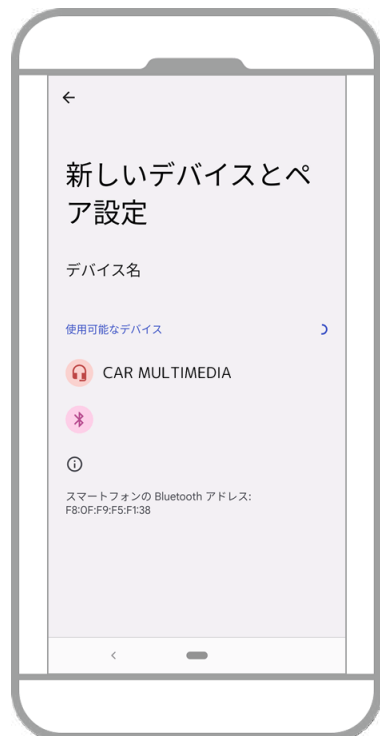 新しいデバイスとペ
ア設定
デバイス名
使用可能なデバイス
CAR MULTIMEDIA
スマートフォンの Bluetooth アドレス:
F8:0F:F9:F5:F1:38